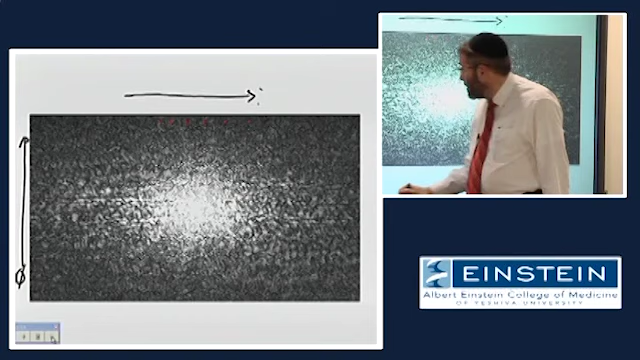 EINSTEIN
Albert Einstein College of Medicine
OF YESHIVA UNIVERSITY
φ